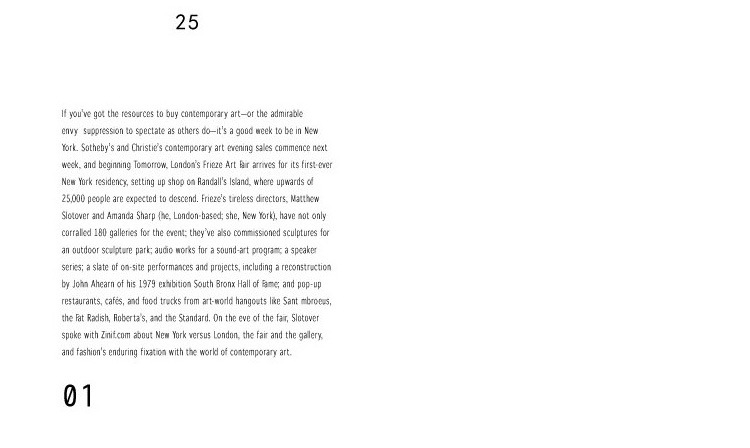 25
If you've got the resources to buy contemporary art—or the admirable
envy suppression to spectate as others do—it's a good week to be in New
York. Sotheby's and Christie's contemporary art evening sales commence next
week, and beginning Tomorrow, London's Frieze Art fair arrives for its first-ever
New York residency, setting up shop on Randall's Island, where upwards of
25,000 people are expected to descend. Frieze's tireless directors, Matthew
Slotover and Amanda Sharp (he, London-based; she, New York), have not only
corralled 180 galleries for the event; they've also commissioned sculptures for
an outdoor sculpture park; audio works for a sound-art program; a speaker
series; a slate of on-site performances and projects, including a reconstruction
by John Ahearn of his 1979 exhibition South Bronx Hall of fame; and pop-up
restaurants, cafés, and food trucks from art-world hangouts like Sant mbroeus,
the fat Radish, Roberta's, and the Standard. On the eve of the fair, Slotover
spoke with Zinif.com about New York versus London, the fair and the gallery,
and fashion's enduring fixation with the world of contemporary art.
01